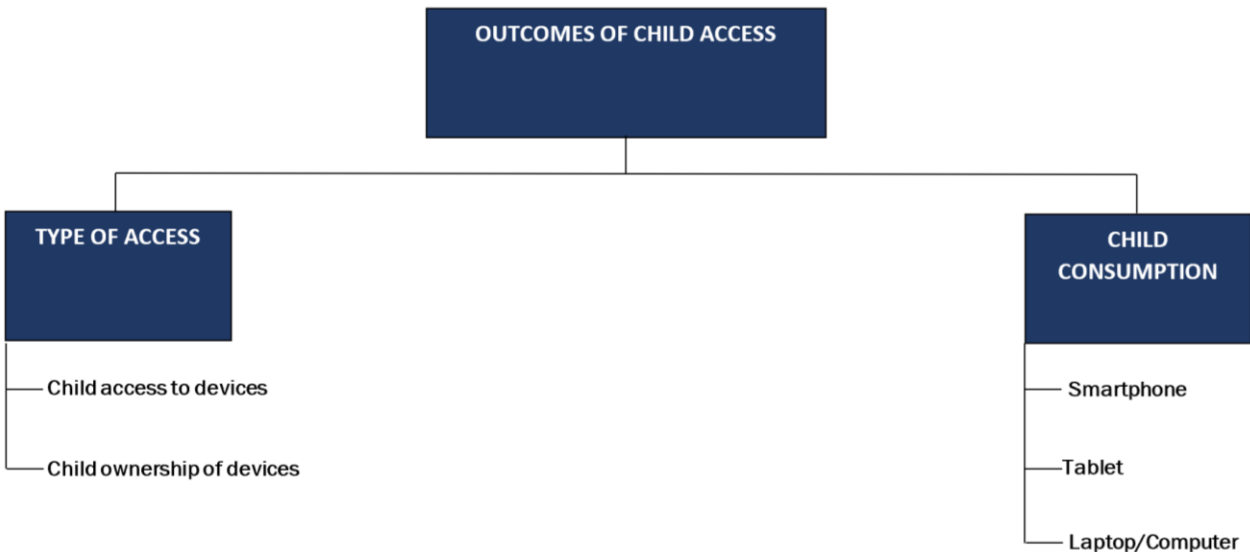 OUTCOMES OF CHILD ACCESS
TYPE OF ACCESS
Child access to devices
Child ownership of devices
CHILD
CONSUMPTION
Smartphone
Tablet
Laptop/Computer